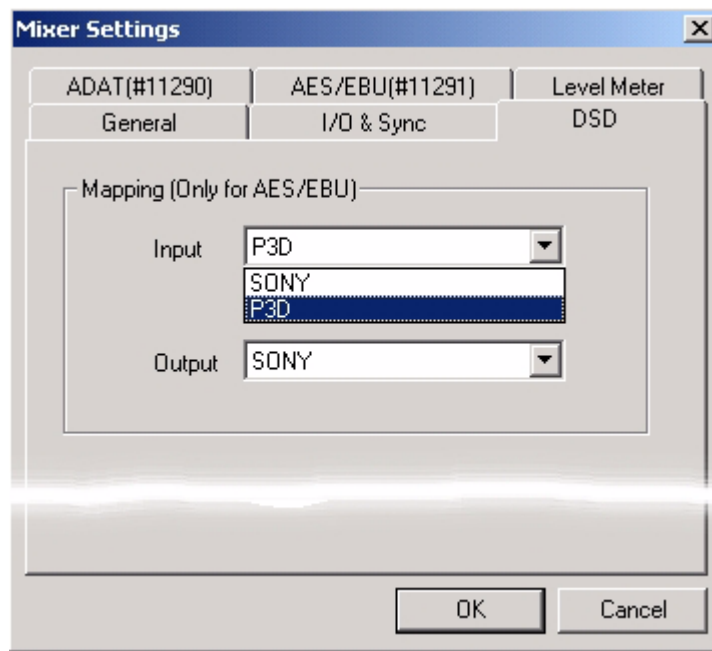 Mixer Settings
ADAT(#11290) AES/EBU(#11291) Level Meter
General I/O & Sync DSD
Mapping (Only for AES/EBU)
Input P3D
SONY
P3D
Output SONY
OK Cancel